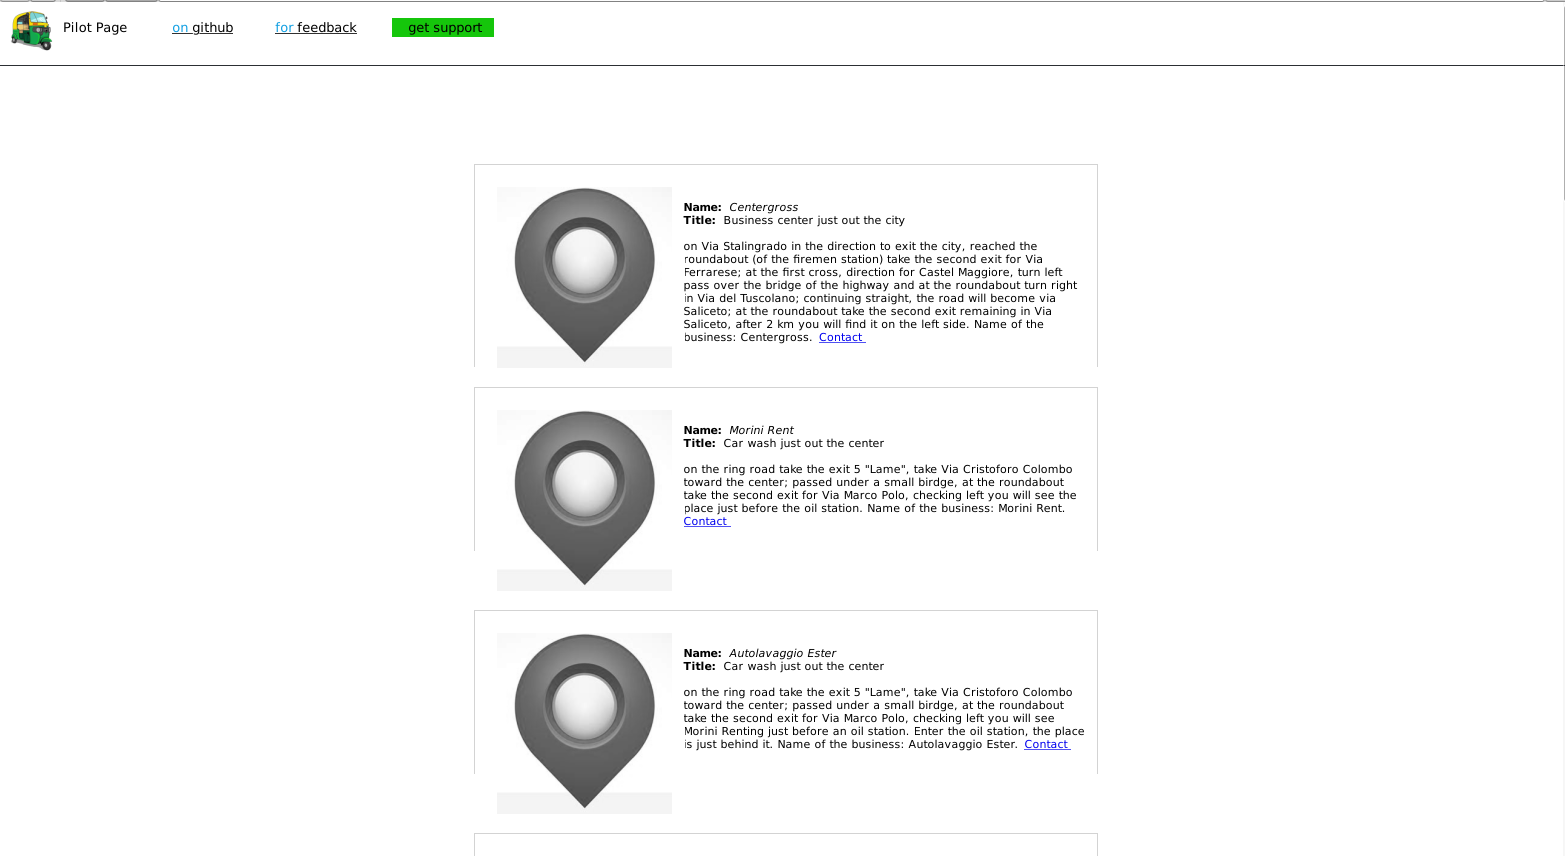 Pilot Page on github for feedback get support
Name: Centergross
Title: Business center just out the city
on Via Stalingrado in the direction to exit the city, reached the
roundabout (of the firemen station) take the second exit for Via
Ferrarese; at the first cross, direction for Castel Maggiore, turn left
pass over the bridge of the highway and at the roundabout turn right
in Via del Tuscolano; continuing straight, the road will become via
Saliceto; at the roundabout take the second exit remaining in Via
Saliceto, after 2 km you will find it on the left side. Name of the
business: Centergross. Contact
Name: Morini Rent
Title: Car wash just out the center
on the ring road take the exit 5 "Lame", take Via Cristoforo Colombo
toward the center; passed under a small birdge, at the roundabout
take the second exit for Via Marco Polo, checking left you will see the
place just before the oil station. Name of the business: Morini Rent.
Contact
Name: Autolavaggio Ester
Title: Car wash just out the center
on the ring road take the exit 5 "Lame", take Via Cristoforo Colombo
toward the center; passed under a small birdge, at the roundabout
take the second exit for Via Marco Polo, checking left you will see
Morini Renting just before an oil station. Enter the oil station, the place
is just behind it. Name of the business: Autolavaggio Ester. Contact